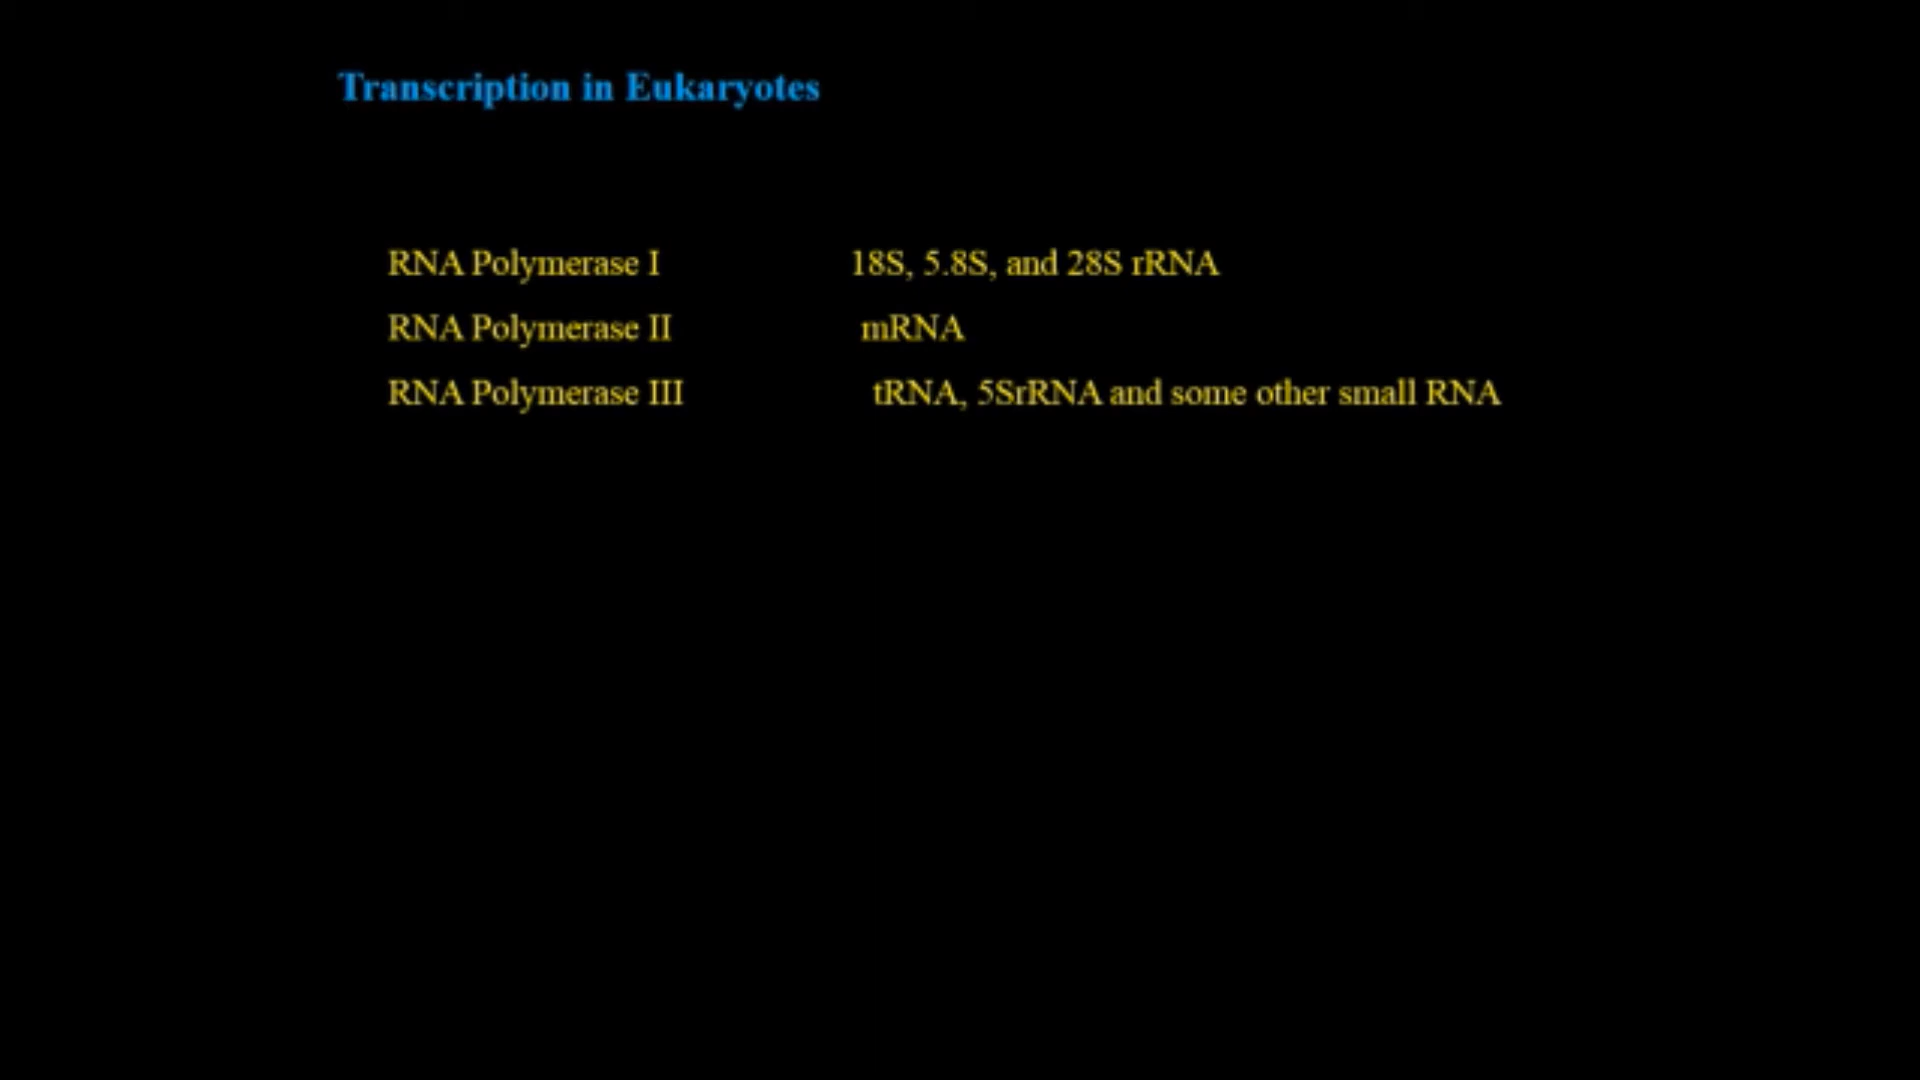 Transcription in Eukaryotes
RNA Polymerase I 18S, 5.8S, and 28S rRNA
RNA Polymerase II mRNA
RNA Polymerase III tRNA, 5SrRNA and some other small RNA